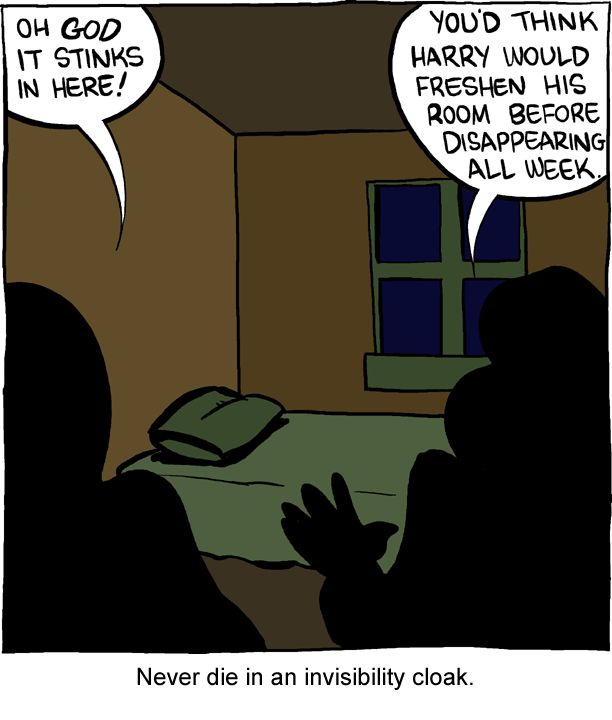 OH GOD
IT STINKS
IN HERE!
YOU'D THINK
HARRY WOULD
FRESHEN HIS
ROOM BEFORE
DISAPPEARING
ALL WEEK.
Never die in an invisibility cloak.